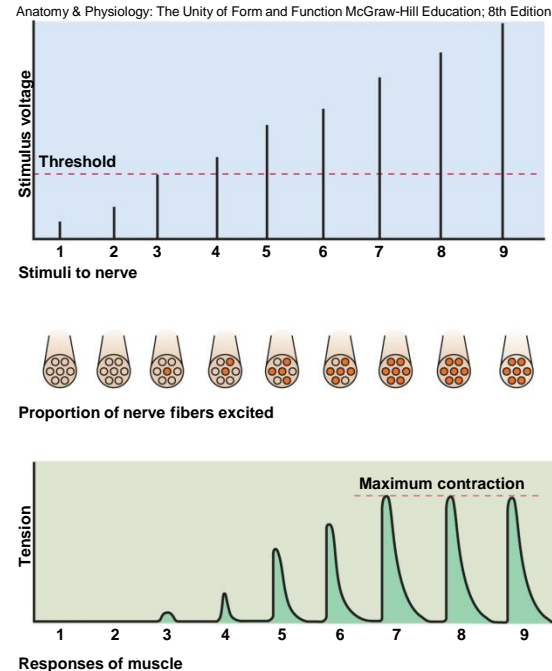 Anatomy & Physiology: The Unity of Form and Function McGraw-Hill Education; 8th Edition
Stimulus voltage
Threshold
1 2 3 4 5 6 7 8 9
Stimuli to nerve
Proportion of nerve fibers excited
Tension
Maximum contraction
1 2 3 4 5 6 7 8 9
Responses of muscle